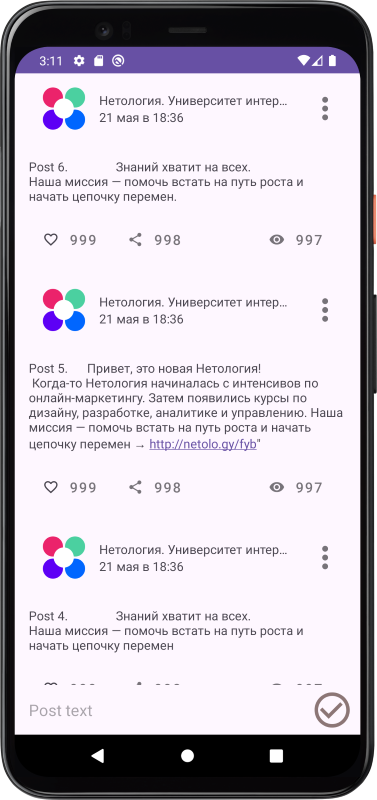 3:11
Нетология. Университет интер...
21 мая в 18:36
Post 6. Знаний хватит на всех.
Наша миссия — помочь встать на путь роста и
начать цепочку перемен.
999 998 997
Нетология. Университет интер...
21 мая в 18:36
Post 5. Привет, это новая Нетология!
Когда-то Нетология начиналась с интенсивов по
онлайн-маркетингу. Затем появились курсы по
дизайну, разработке, аналитике и управлению. Наша
миссия — помочь встать на путь роста и начать
цепочку перемен → http://netolo.gy/fyb"
999 998 997
Нетология. Университет интер...
21 мая в 18:36
Post 4. Знаний хватит на всех.
Наша миссия — помочь встать на путь роста и
начать цепочку перемен
Post text